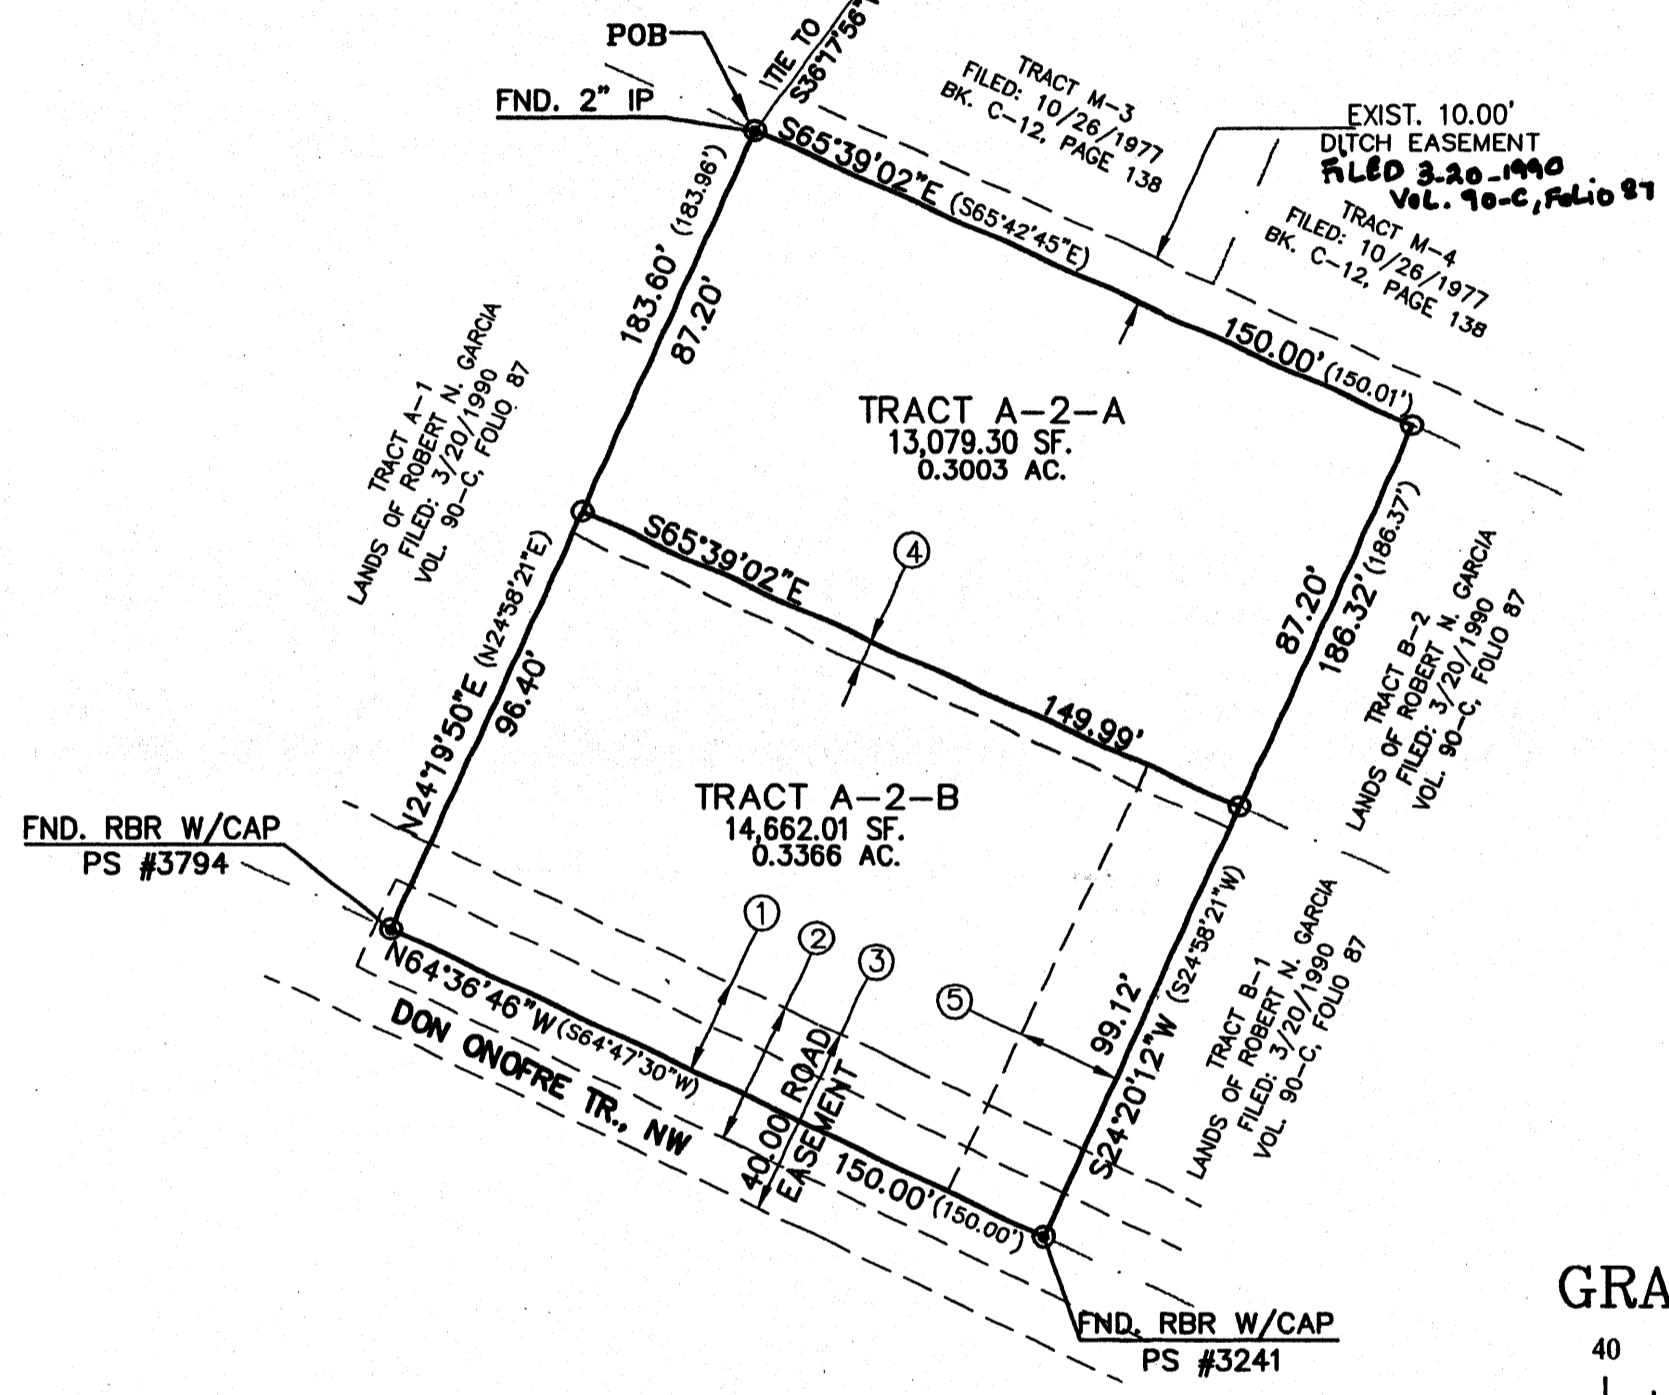 POB
TIE TO
S36°17'56"
FND. 2" IP
S65°39'02"E (S65°42'45"E)
150.00' (150.01')
TRACT M-3
FILED: 10/26/1977
BK. C-12, PAGE 138
EXIST. 10.00'
DITCH EASEMENT
FILED 3-20-1990
VOL. 90-C, Folio 87
TRACT M-4
FILED: 10/26/1977
BK. C-12, PAGE 138
183.60' (183.96')
87.20'
TRACT A-1
LANDS OF ROBERT N. GARCIA
FILED: 3/20/1990
VOL. 90-C, FOLIO 87
TRACT A-2-A
13,079.30 SF.
0.3003 AC.
87.20'
186.32' (186.37')
TRACT B-2
LANDS OF ROBERT N. GARCIA
FILED: 3/20/1990
VOL. 90-C, FOLIO 87
S65°39'02"E
4
149.99'
N24°19'50"E (N24°58'21"E)
96.40'
TRACT A-2-B
14,662.01 SF.
0.3366 AC.
FND. RBR W/CAP
PS #3794
1
2
3
5
99.12'
S24°20'12"W (S24°58'21"W)
TRACT B-1
LANDS OF ROBERT N. GARCIA
FILED: 3/20/1990
VOL. 90-C, FOLIO 87
N64°36'46"W (S64°47'30"W)
150.00' (150.00')
DON ONOFRE TR., NW
40.00 ROAD
EASEMENT
FND. RBR W/CAP
PS #3241
GRA
40